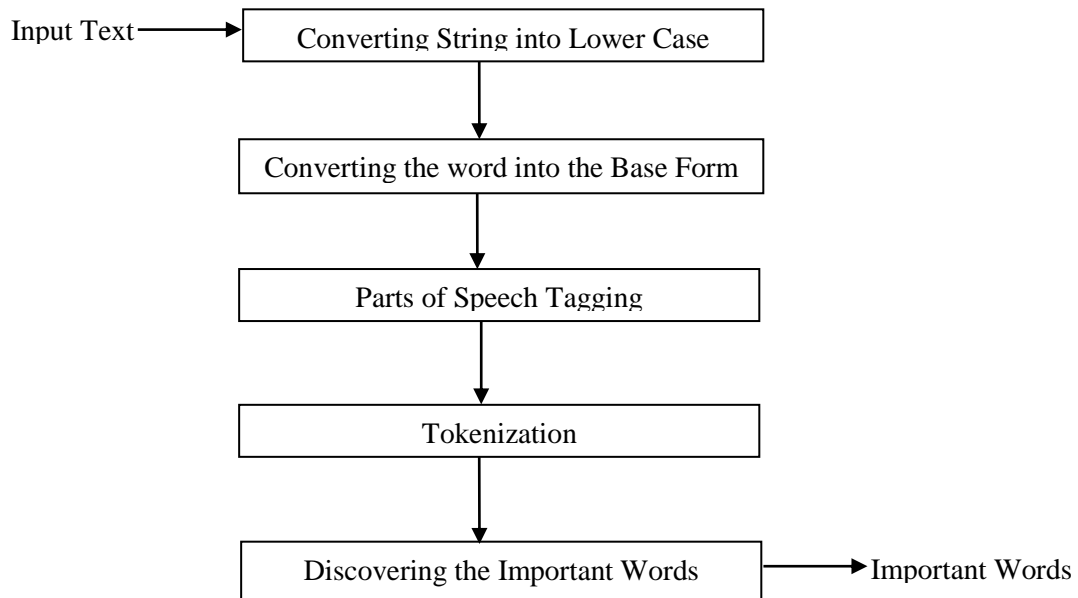 Input Text
Converting String into Lower Case
Converting the word into the Base Form
Parts of Speech Tagging
Tokenization
Discovering the Important Words
Important Words